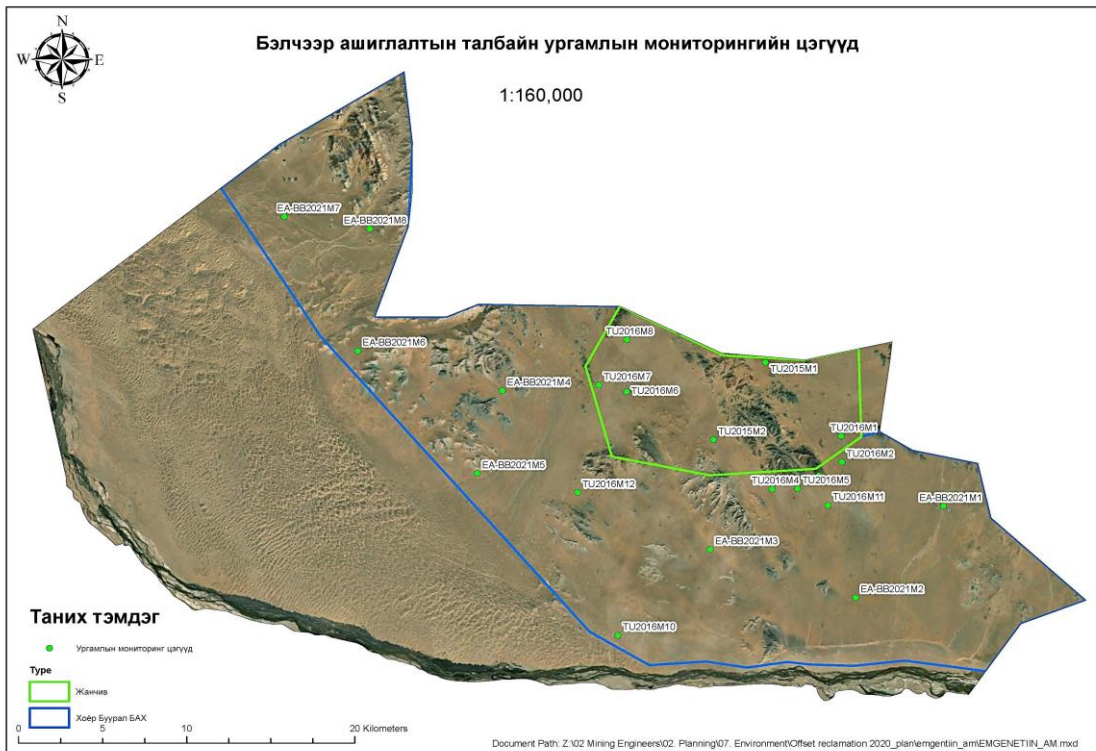 N
W E
S
Бэлчээр ашиглалтын талбайн ургамлын мониторингийн цэгүүд
1:160,000
EA-BB2021M7
EA-BB2021M8
EA-BB2021M6
TU2016M8
TU2015M1
EA-BB2021M4
TU2016M7
TU2016M6
TU2015M2
TU2016M1
TU2016M2
EA-BB2021M5
TU2016M12
TU2016M4
TU2016M5
TU2016M11
EA-BB2021M1
EA-BB2021M3
EA-BB2021M2
TU2016M10
Таних тэмдэг
Ургамлын мониторинг цэгүүд
Type
Жанчив
Хоёр Буурал БАХ
0 5 10 20 Kilometers
Document Path: Z:\02 Mining Engineers\02. Planning\07. Environment\Offset reclamation 2020_plan\emgentiin_am\EMGENETIIN_AM.mxd